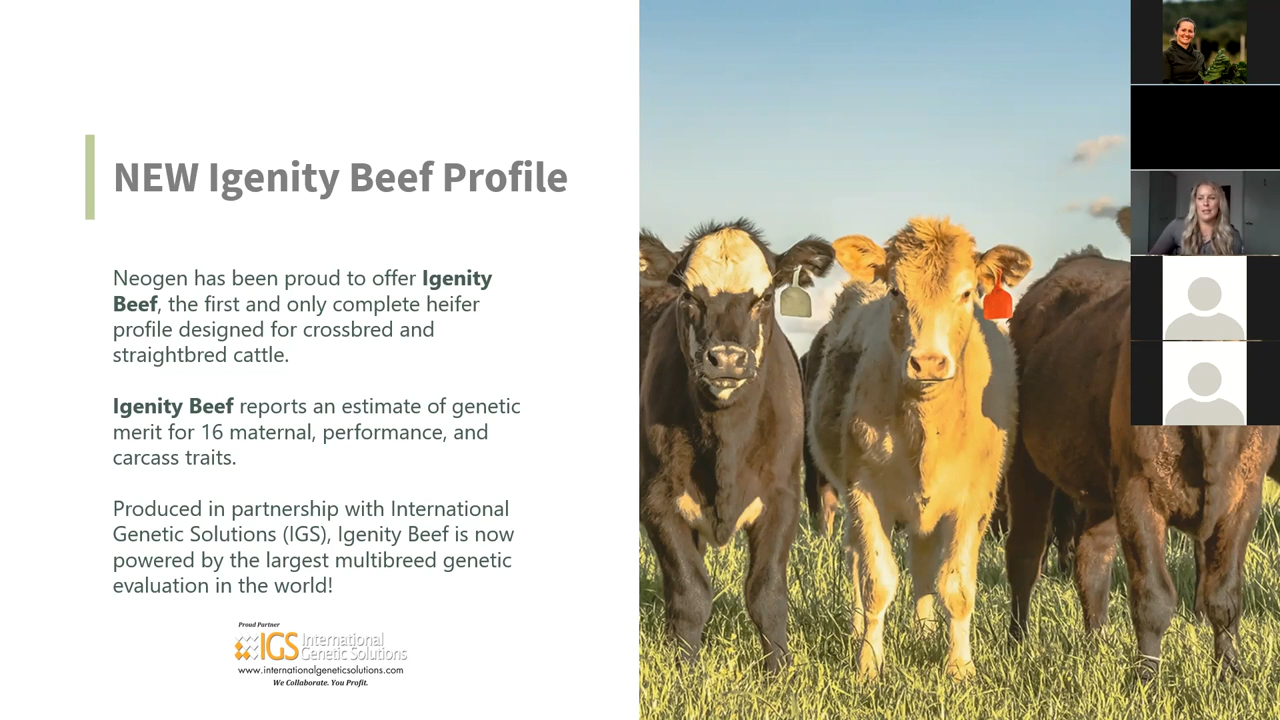 NEW Igenity Beef Profile
Neogen has been proud to offer Igenity
Beef, the first and only complete heifer
profile designed for crossbred and
straightbred cattle.
Igenity Beef reports an estimate of genetic
merit for 16 maternal, performance, and
carcass traits.
Produced in partnership with International
Genetic Solutions (IGS), Igenity Beef is now
powered by the largest multibreed genetic
evaluation in the world!
Proud Partner
IGS International
Genetic Solutions
www.internationalgeneticsolutions.com
We Collaborate. You Profit.